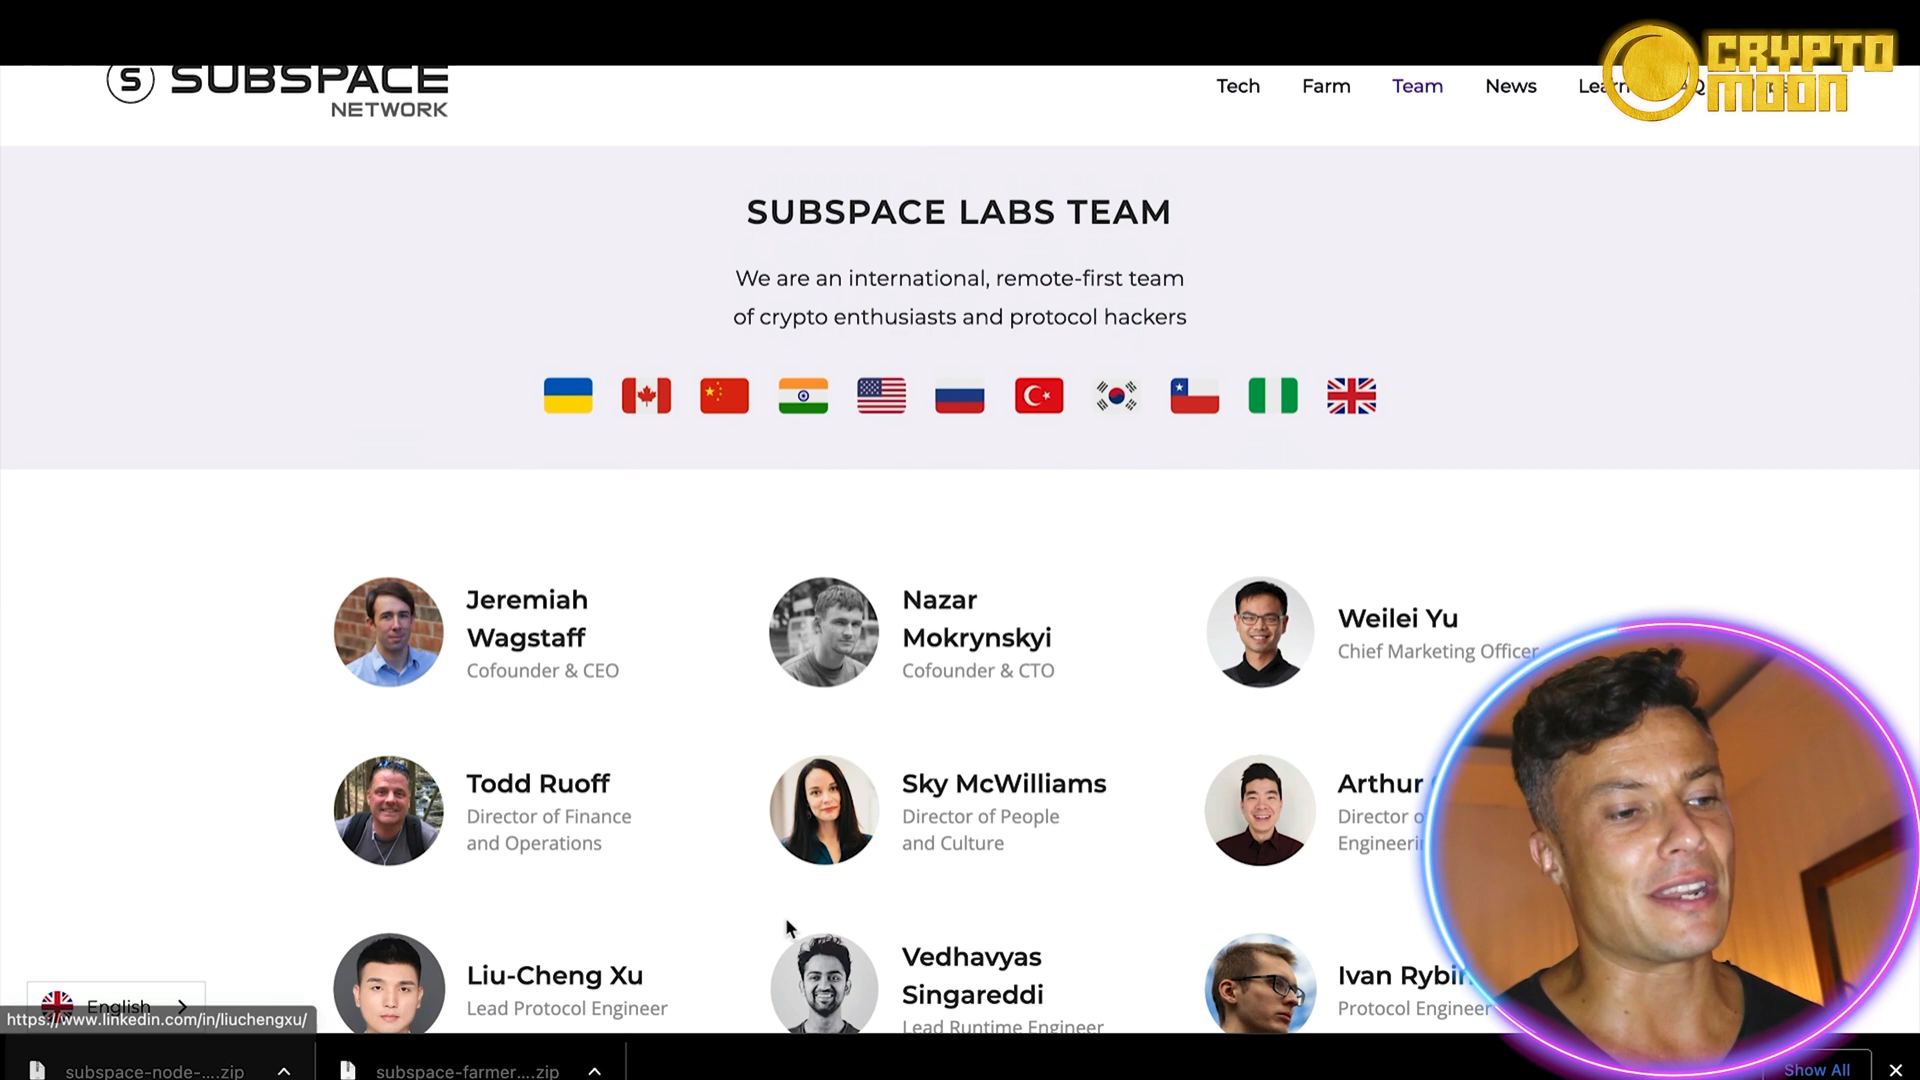 CRYPTO
MOON
SUBSPACE
NETWORK
Tech
Farm
Team
News
Learn
SUBSPACE LABS TEAM
We are an international, remote-first team
of crypto enthusiasts and protocol hackers
Jeremiah
Wagstaff
Cofounder & CEO
Nazar
Mokrynskyi
Cofounder & CTO
Weilei Yu
Chief Marketing Officer
Todd Ruoff
Director of Finance
and Operations
Sky McWilliams
Director of People
and Culture
Arthur
Director
Liu-Cheng Xu
Lead Protocol Engineer
Vedhavyas
Singareddi
Lead Runtime Engineer
Ivan
Protocol Engineer
English
https://www.linkedin.com/in/liuchengxu/
subspace-node-....zip
subspace-farmer....zip
Show All